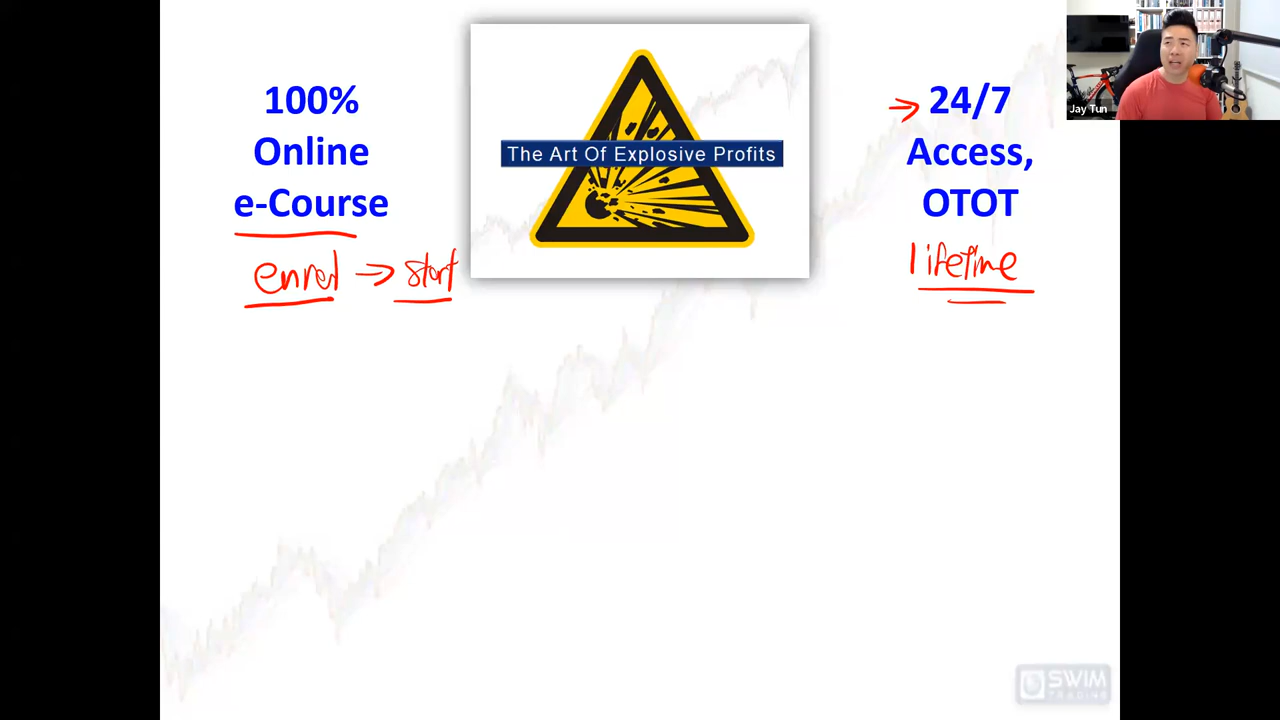 100%
Online
e-Course
enrol → start
The Art Of Explosive Profits
24/7
Access,
OTOT
lifetime
Jay Tun
SWIM
TRADING